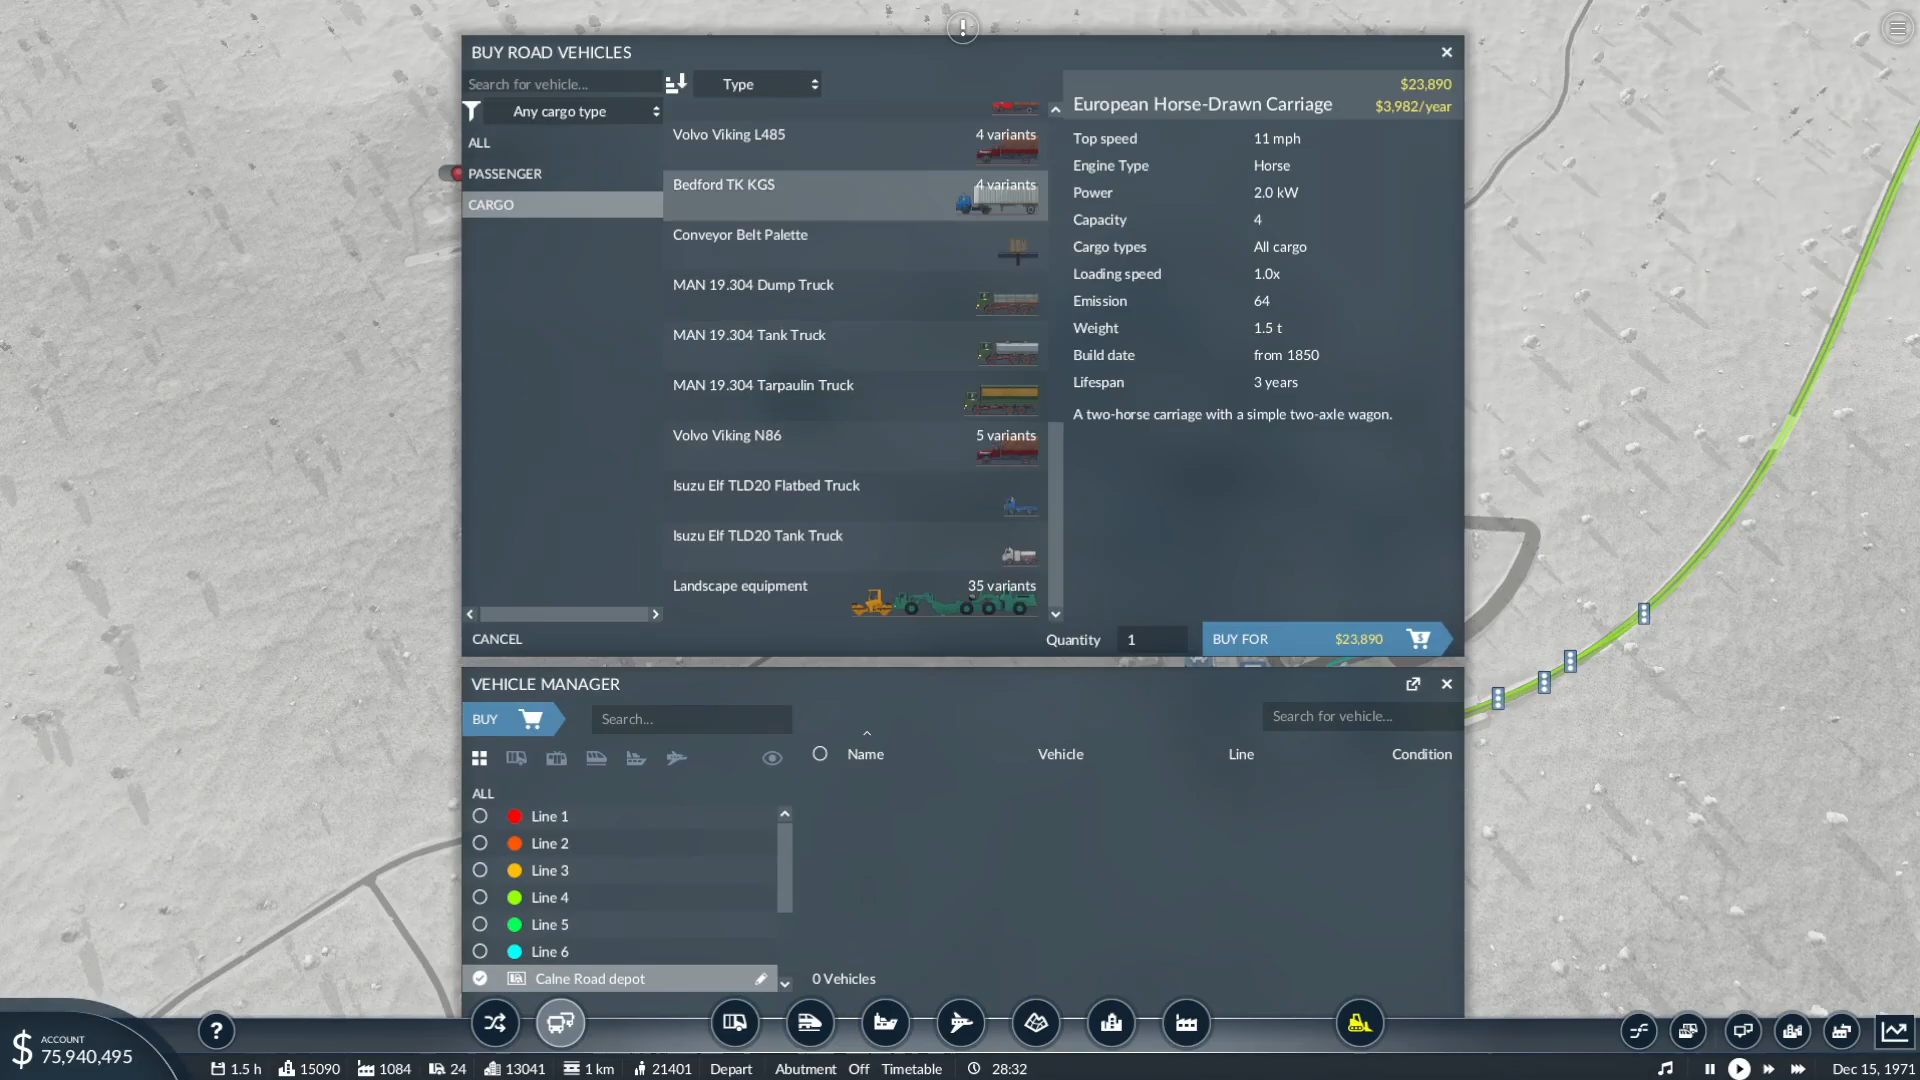 BUY ROAD VEHICLES
Search for vehicle...
Type
Any cargo type
ALL
PASSENGER
CARGO
Volvo Viking L485
4 variants
Bedford TK KGS
4 variants
Conveyor Belt Palette
MAN 19.304 Dump Truck
MAN 19.304 Tank Truck
MAN 19.304 Tarpaulin Truck
Volvo Viking N86
5 variants
Isuzu Elf TLD20 Flatbed Truck
Isuzu Elf TLD20 Tank Truck
Landscape equipment
35 variants
CANCEL
$23,890
European Horse-Drawn Carriage
$3,982/year
Top speed 11 mph
Engine Type Horse
Power 2.0 kW
Capacity 4
Cargo types All cargo
Loading speed 1.0x
Emission 64
Weight 1.5 t
Build date from 1850
Lifespan 3 years
A two-horse carriage with a simple two-axle wagon.
Quantity 1
BUY FOR $23,890
VEHICLE MANAGER
BUY
Search...
Search for vehicle...
Name Vehicle Line Condition
ALL
Line 1
Line 2
Line 3
Line 4
Line 5
Line 6
Calne Road depot
0 Vehicles
?
$ ACCOUNT
75,940,495
1.5 h 15090 1084 24 13041 1 km 21401 Depart Abutment Off Timetable 28:32
Dec 15, 1971